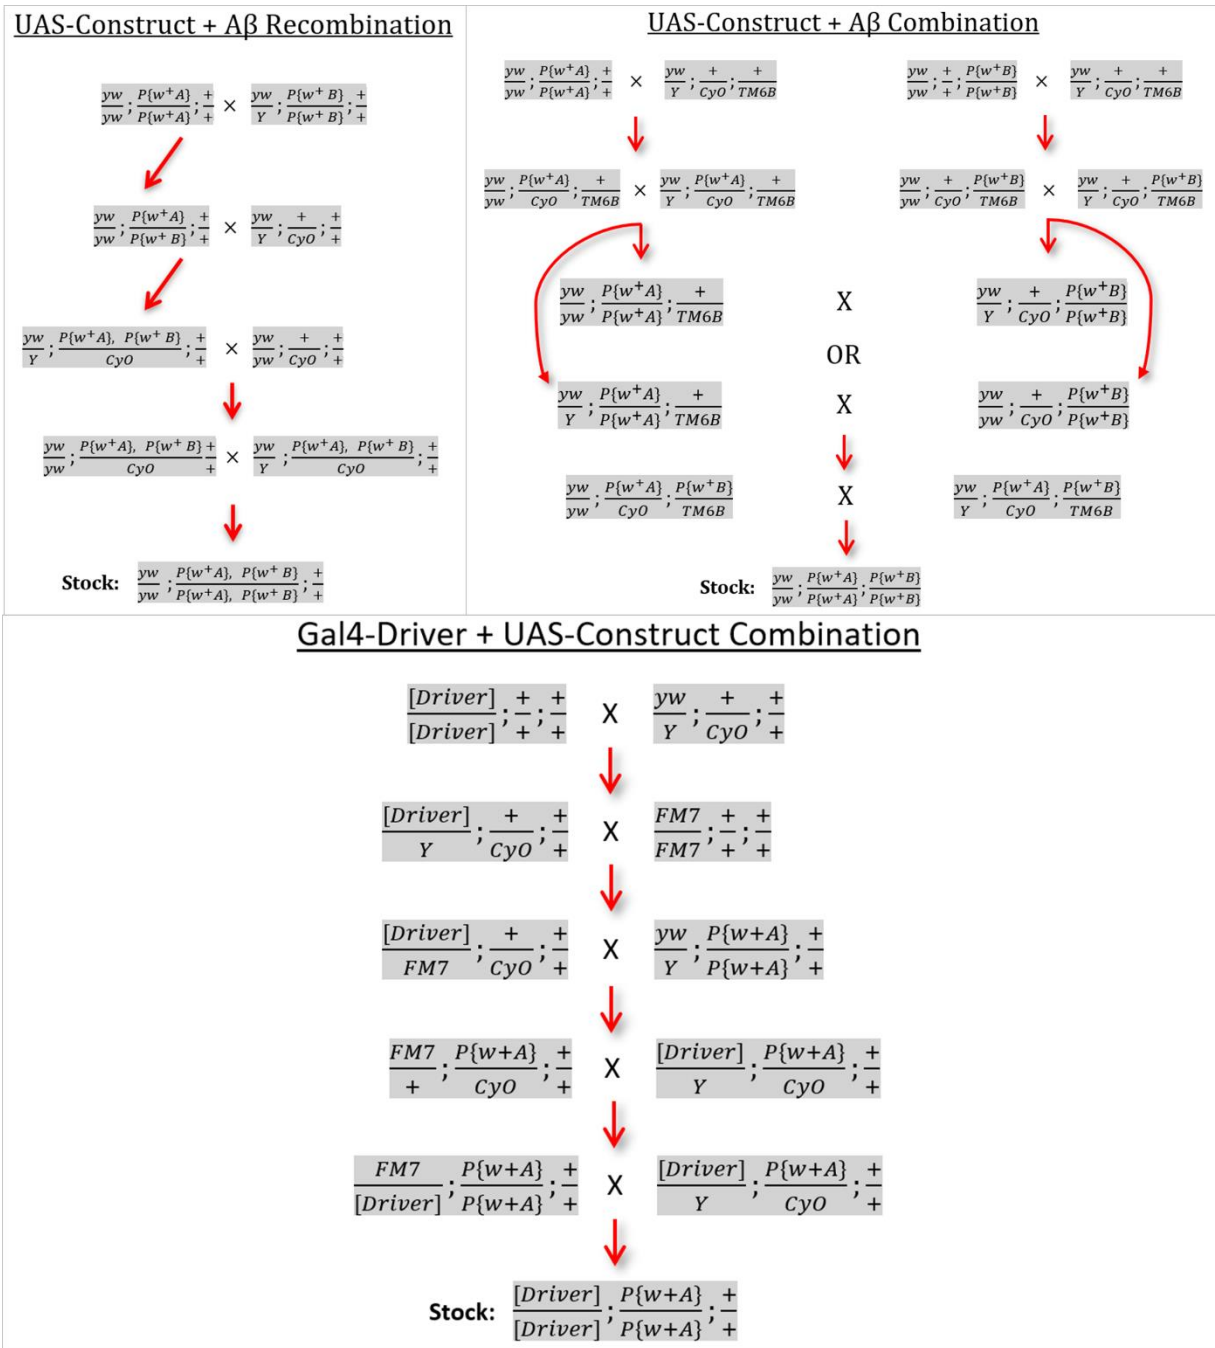 UAS-Construct + Aβ Recombination
yw/yw ; P{w⁺A}/P{w⁺A} ; +/+ × yw/Y ; P{w⁺ B}/P{w⁺ B} ; +/+
yw/yw ; P{w⁺A}/P{w⁺ B} ; +/+ × yw/Y ; +/CyO ; +/+
yw/Y ; P{w⁺A}, P{w⁺ B}/CyO ; +/+ × yw/yw ; +/CyO ; +/+
yw/yw ; P{w⁺A}, P{w⁺ B}/CyO +/+ × yw/Y ; P{w⁺A}, P{w⁺ B}/CyO ; +/+
Stock: yw/yw ; P{w⁺A}, P{w⁺ B}/P{w⁺A}, P{w⁺ B} ; +/+
UAS-Construct + Aβ Combination
yw/yw ; P{w⁺A}/P{w⁺A} ; +/+ × yw/Y ; +/CyO ; +/TM6B
yw/yw ; +/+ ; P{w⁺B}/P{w⁺B} × yw/Y ; +/CyO ; +/TM6B
yw/yw ; P{w⁺A}/CyO ; +/TM6B × yw/Y ; P{w⁺A}/CyO ; +/TM6B
yw/yw ; +/CyO ; P{w⁺B}/TM6B × yw/Y ; +/CyO ; P{w⁺B}/TM6B
yw/yw ; P{w⁺A}/P{w⁺A} ; +/TM6B X yw/Y ; +/CyO ; P{w⁺B}/P{w⁺B}
OR
yw/Y ; P{w⁺A}/P{w⁺A} ; +/TM6B X yw/yw ; +/CyO ; P{w⁺B}/P{w⁺B}
yw/yw ; P{w⁺A}/CyO ; P{w⁺B}/TM6B X yw/Y ; P{w⁺A}/CyO ; P{w⁺B}/TM6B
Stock: yw/yw ; P{w⁺A}/P{w⁺A} ; P{w⁺B}/P{w⁺B}
Gal4-Driver + UAS-Construct Combination
[Driver]/[Driver] ; +/+ ; +/+ X yw/Y ; +/CyO ; +/+
[Driver]/Y ; +/CyO ; +/+ X FM7/FM7 ; +/+ ; +/+
[Driver]/FM7 ; +/CyO ; +/+ X yw/Y ; P{w+A}/P{w+A} ; +/+
FM7/+ ; P{w+A}/CyO ; +/+ X [Driver]/Y ; P{w+A}/CyO ; +/+
FM7/[Driver] ; P{w+A}/P{w+A} ; +/+ X [Driver]/Y ; P{w+A}/CyO ; +/+
Stock: [Driver]/[Driver] ; P{w+A}/P{w+A} ; +/+